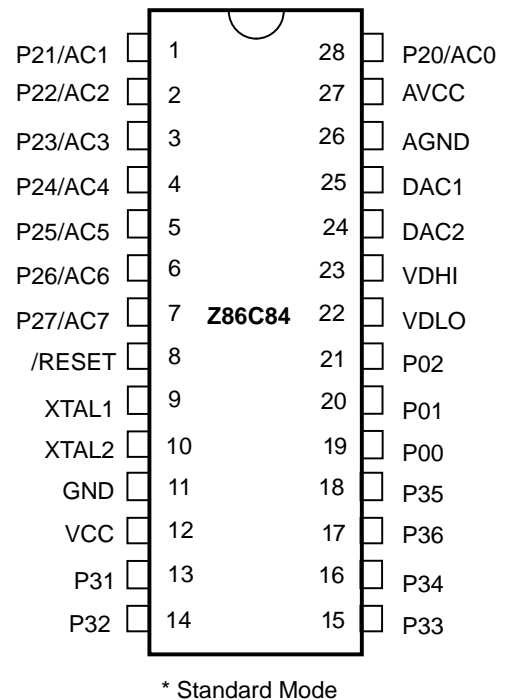 P21/AC1 1 28 P20/AC0
P22/AC2 2 27 AVCC
P23/AC3 3 26 AGND
P24/AC4 4 25 DAC1
P25/AC5 5 24 DAC2
P26/AC6 6 23 VDHI
P27/AC7 7 Z86C84 22 VDLO
/RESET 8 21 P02
XTAL1 9 20 P01
XTAL2 10 19 P00
GND 11 18 P35
VCC 12 17 P36
P31 13 16 P34
P32 14 15 P33
* Standard Mode